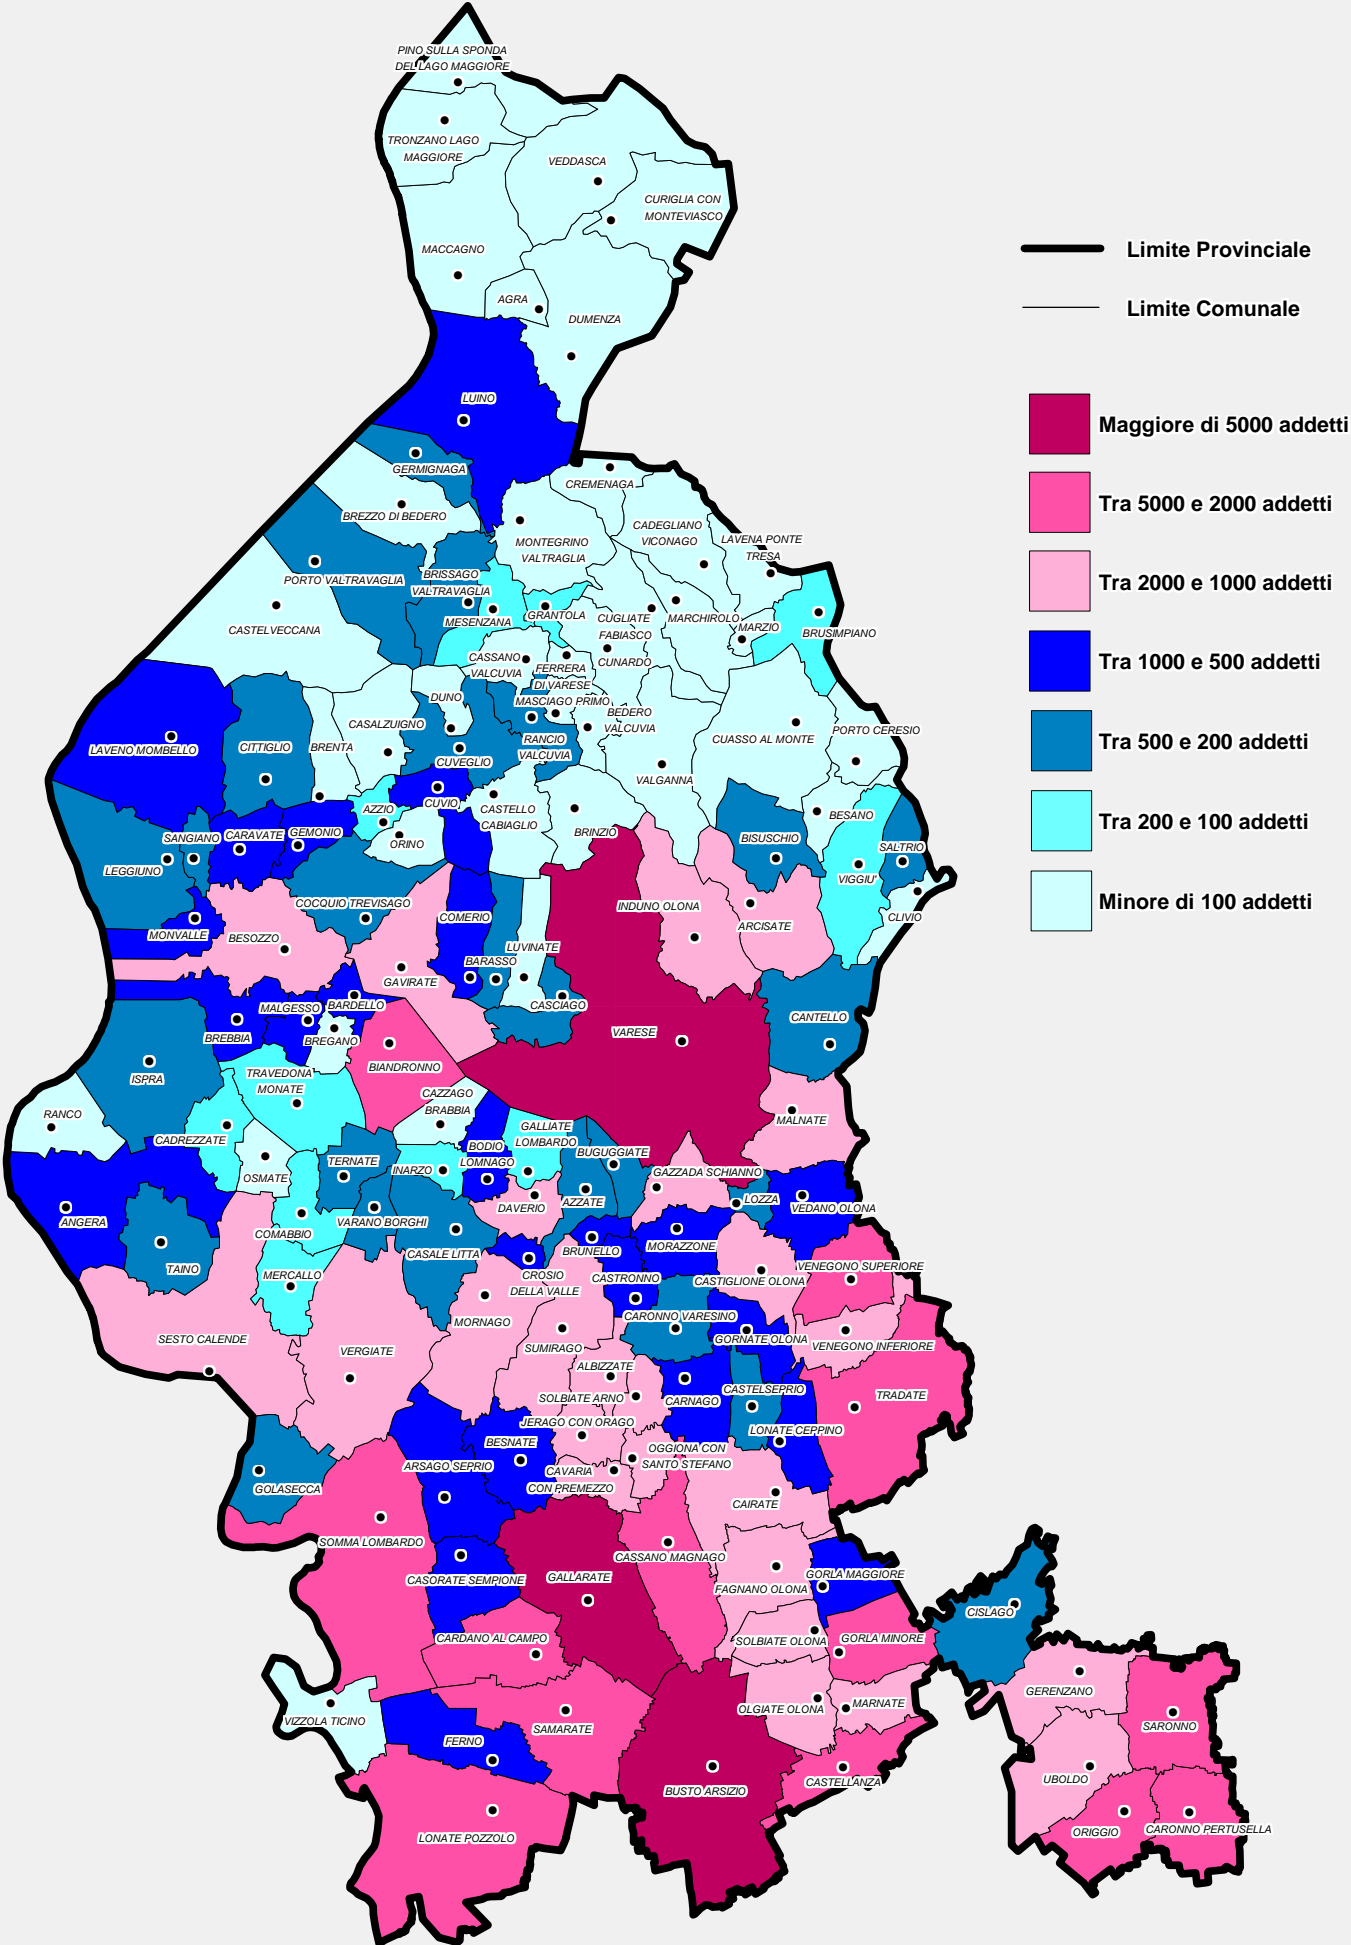 PINO SULLA SPONDA
DEL LAGO MAGGIORE
TRONZANO LAGO
MAGGIORE
VEDDASCA
CURIGLIA CON
MONTEVIASCO
MACCAGNO
AGRA
DUMENZA
Limite Provinciale
Limite Comunale
Maggiore di 5000 addetti
Tra 5000 e 2000 addetti
Tra 2000 e 1000 addetti
Tra 1000 e 500 addetti
Tra 500 e 200 addetti
Tra 200 e 100 addetti
Minore di 100 addetti
LUINO
GERMIGNAGA
CREMENAGA
BREZZO DI BEDERO
CADEGLIANO
VICONAGO
LAVENA PONTE
TRESA
MONTEGRINO
VALTRAGLIA
PORTO VALTRAVAGLIA
BRISSAGO
VALTRAVAGLIA
MESENZANA
GRANTOLA
CUGLIATE
FABIASCO
MARCHIROLO
MARZIO
BRUSIMPIANO
CASTELVECCANA
CASSANO
VALCUVIA
FERRERA
DI VARESE
CUNARDO
DUNO
MASCIAGO PRIMO
BEDERO
VALCUVIA
CASALZUIGNO
RANCIO
VALCUVIA
CUASSO AL MONTE
PORTO CERESIO
LAVENO MOMBELLO
CITTIGLIO
BRENTA
CUVEGLIO
VALGANNA
AZZIO
CUVIO
CASTELLO
CABIAGLIO
BRINZIO
BESANO
SANGIANO
CARAVATE
GEMONIO
ORINO
BISUSCHIO
SALTRIO
LEGGIUNO
VIGGIU'
COCQUIO TREVISAGO
COMERIO
INDUNO OLONA
ARCISATE
CLIVIO
MONVALLE
BESOZZO
LUVINATE
BARASSO
GAVIRATE
CASCIAGO
MALGESSO
BARDELLO
BREBBIA
BREGANO
VARESE
CANTELLO
BIANDRONNO
ISPRA
TRAVEDONA
MONATE
CAZZAGO
BRABBIA
RANCO
CADREZZATE
GALLIATE
LOMBARDO
MALNATE
BODIO
LOMNAGO
BUGUGGIATE
TERNATE
INARZO
GAZZADA SCHIANNO
OSMATE
AZZATE
LOZZA
DAVERIO
VEDANO OLONA
ANGERA
COMABBIO
VARANO BORGHI
CASALE LITTA
BRUNELLO
MORAZZONE
TAINO
MERCALLO
CROSIO
DELLA VALLE
CASTRONNO
CASTIGLIONE OLONA
VENEGONO SUPERIORE
MORNAGO
CARONNO VARESINO
SESTO CALENDE
VERGIATE
SUMIRAGO
GORNATE OLONA
VENEGONO INFERIORE
ALBIZZATE
SOLBIATE ARNO
CARNAGO
CASTELSEPRIO
TRADATE
JERAGO CON ORAGO
LONATE CEPPINO
BESNATE
OGGIONA CON
SANTO STEFANO
ARSAGO SEPRIO
CAVARIA
CON PREMEZZO
GOLASECCA
CAIRATE
SOMMA LOMBARDO
CASSANO MAGNAGO
CASORATE SEMPIONE
GALLARATE
FAGNANO OLONA
GORLA MAGGIORE
CISLAGO
CARDANO AL CAMPO
SOLBIATE OLONA
GORLA MINORE
GERENZANO
VIZZOLA TICINO
OLGIATE OLONA
MARNATE
SAMARATE
SARONNO
FERNO
UBOLDO
CASTELLANZA
BUSTO ARSIZIO
LONATE POZZOLO
ORIGGIO
CARONNO PERTUSELLA